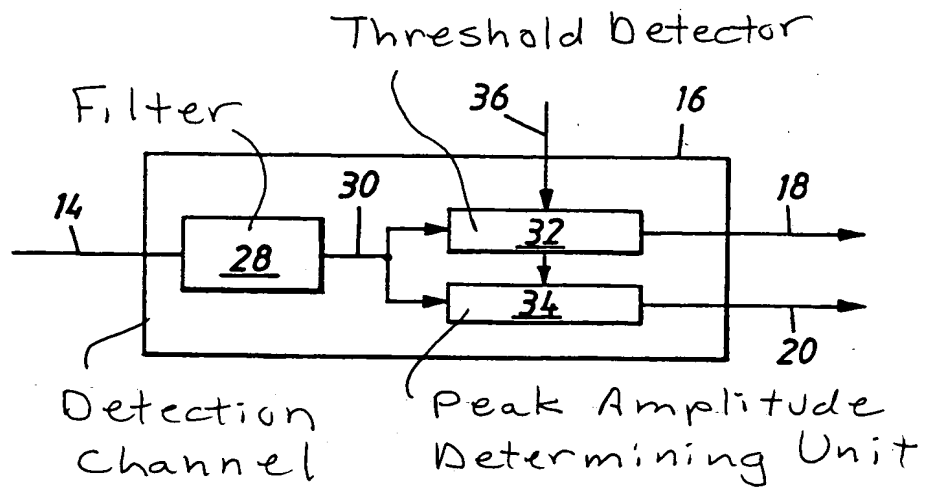 Threshold Detector
Filter
36
16
14
30
18
28
32
34
20
Detection
Channel
Peak Amplitude
Determining Unit